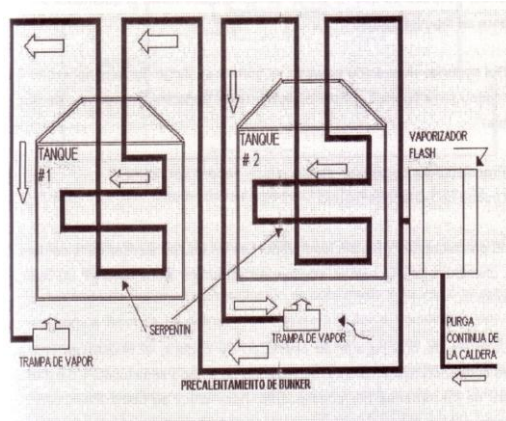 TANQUE
#1
TANQUE
# 2
VAPORIZADOR
FLASH
SERPENTIN
TRAMPA DE VAPOR
TRAMPA DE VAPOR
PURGA
CONTINUA DE
LA CALDERA
PRECALENTAMIENTO DE BUNKER